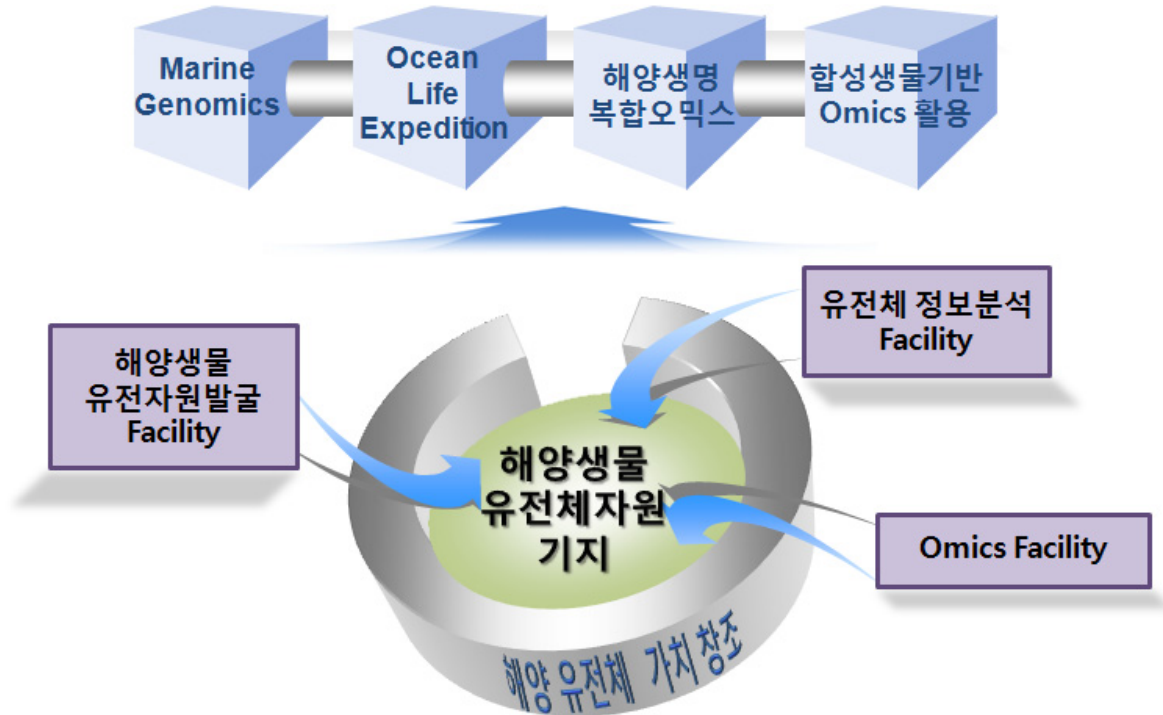 Marine
Genomics
Ocean
Life
Expedition
해양생명
복합오믹스
합성생물기반
Omics 활용
유전체 정보분석
Facility
해양생물
유전자원발굴
Facility
해양생물
유전체자원
기지
Omics Facility
해양 유전체 가치 창조